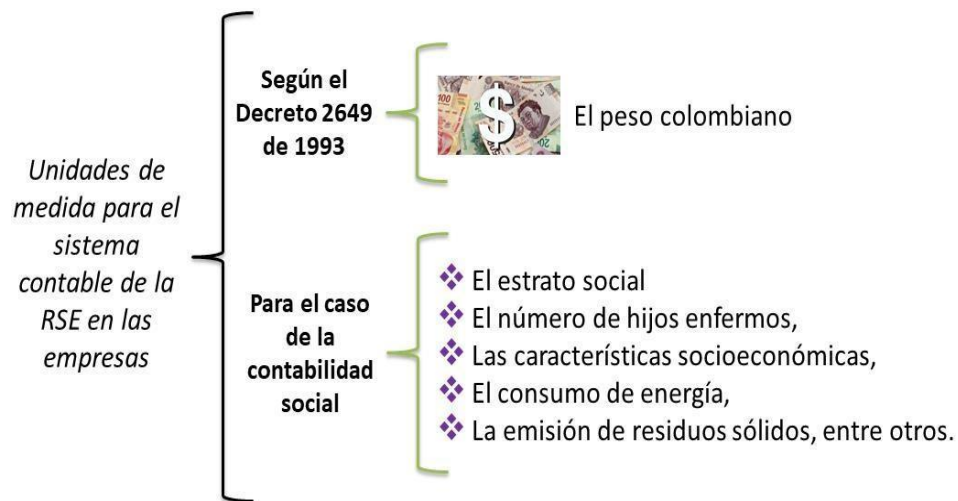 Unidades de
medida para el
sistema
contable de la
RSE en las
empresas
Según el
Decreto 2649
de 1993
$
El peso colombiano
Para el caso
de la
contabilidad
social
El estrato social
El número de hijos enfermos,
Las características socioeconómicas,
El consumo de energía,
La emisión de residuos sólidos, entre otros.